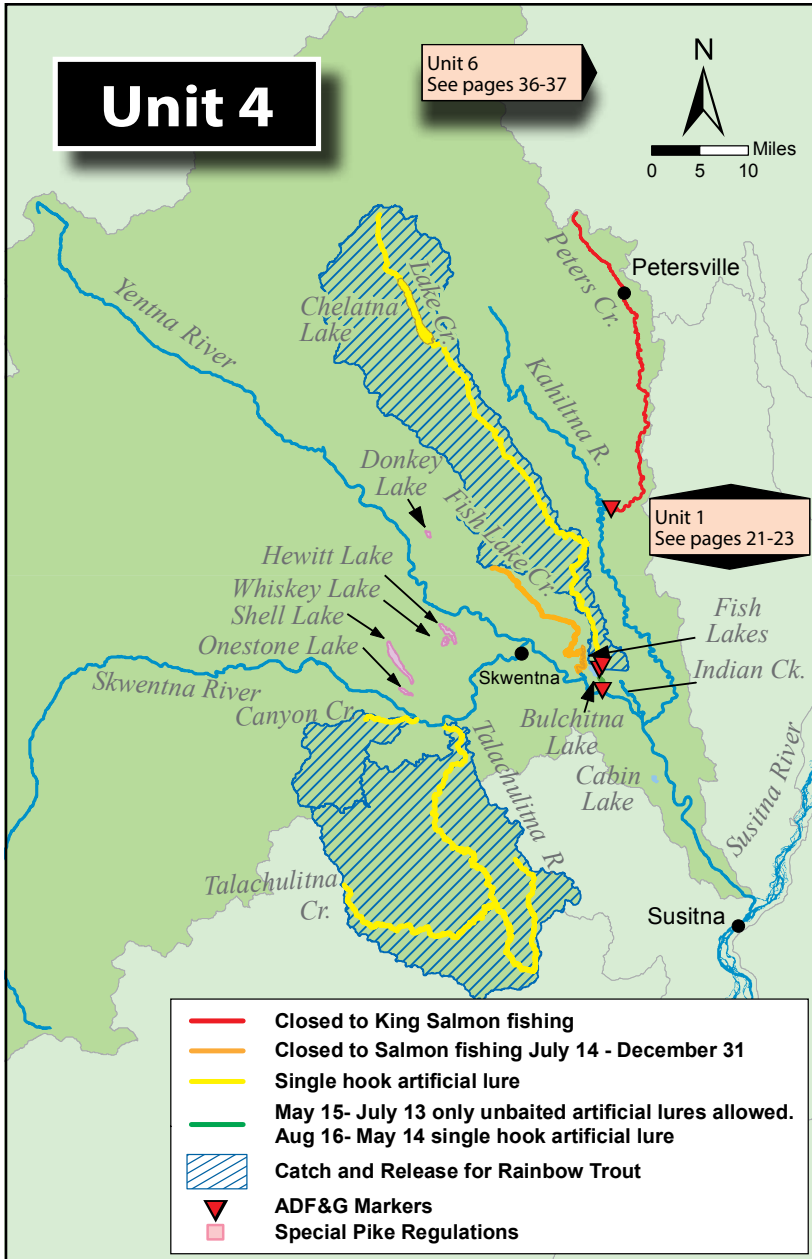 Unit 4
Unit 6
See pages 36-37
N
Miles
0 5 10
Petersville
Peters Cr.
Yentna River
Chelatna
Lake
Lake Cr.
Kahiltna R.
Donkey
Lake
Unit 1
See pages 21-23
Fish Lake Cr.
Hewitt Lake
Whiskey Lake
Shell Lake
Onestone Lake
Fish
Lakes
Skwentna
Indian Ck.
Skwentna River
Canyon Cr.
Bulchitna
Lake
Talachulitna R.
Cabin
Lake
Susitna River
Talachulitna
Cr.
Susitna
Closed to King Salmon fishing
Closed to Salmon fishing July 14 - December 31
Single hook artificial lure
May 15- July 13 only unbaited artificial lures allowed.
Aug 16- May 14 single hook artificial lure
Catch and Release for Rainbow Trout
ADF&G Markers
Special Pike Regulations